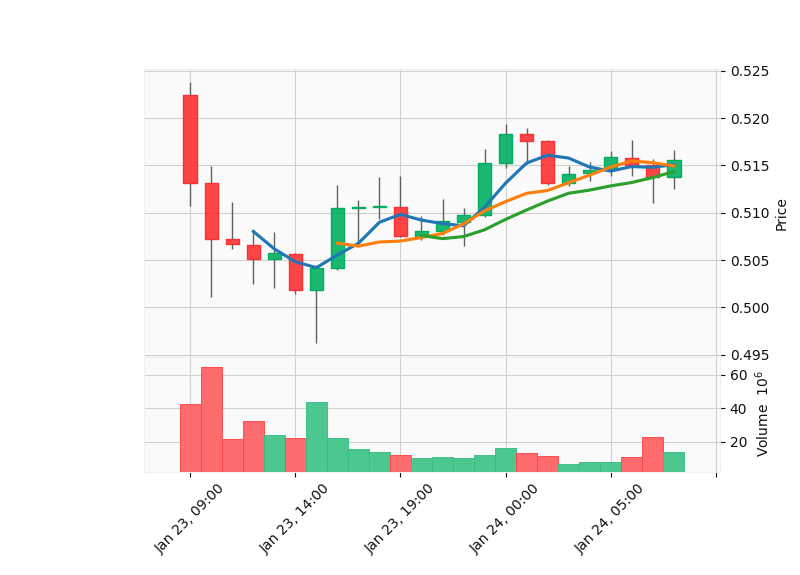 0.525
0.520
0.515
0.510
0.505
0.500
0.495
Price
60
40
20
Volume 10⁶
Jan 23, 09:00
Jan 23, 14:00
Jan 23, 19:00
Jan 24, 00:00
Jan 24, 05:00